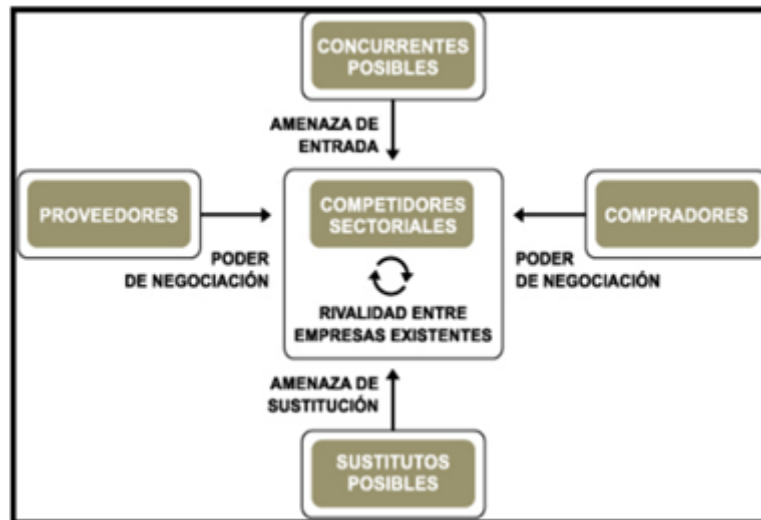 CONCURRENTES
POSIBLES
AMENAZA DE
ENTRADA
PROVEEDORES
PODER
DE NEGOCIACIÓN
COMPETIDORES
SECTORIALES
RIVALIDAD ENTRE
EMPRESAS EXISTENTES
COMPRADORES
PODER
DE NEGOCIACIÓN
AMENAZA DE
SUSTITUCIÓN
SUSTITUTOS
POSIBLES